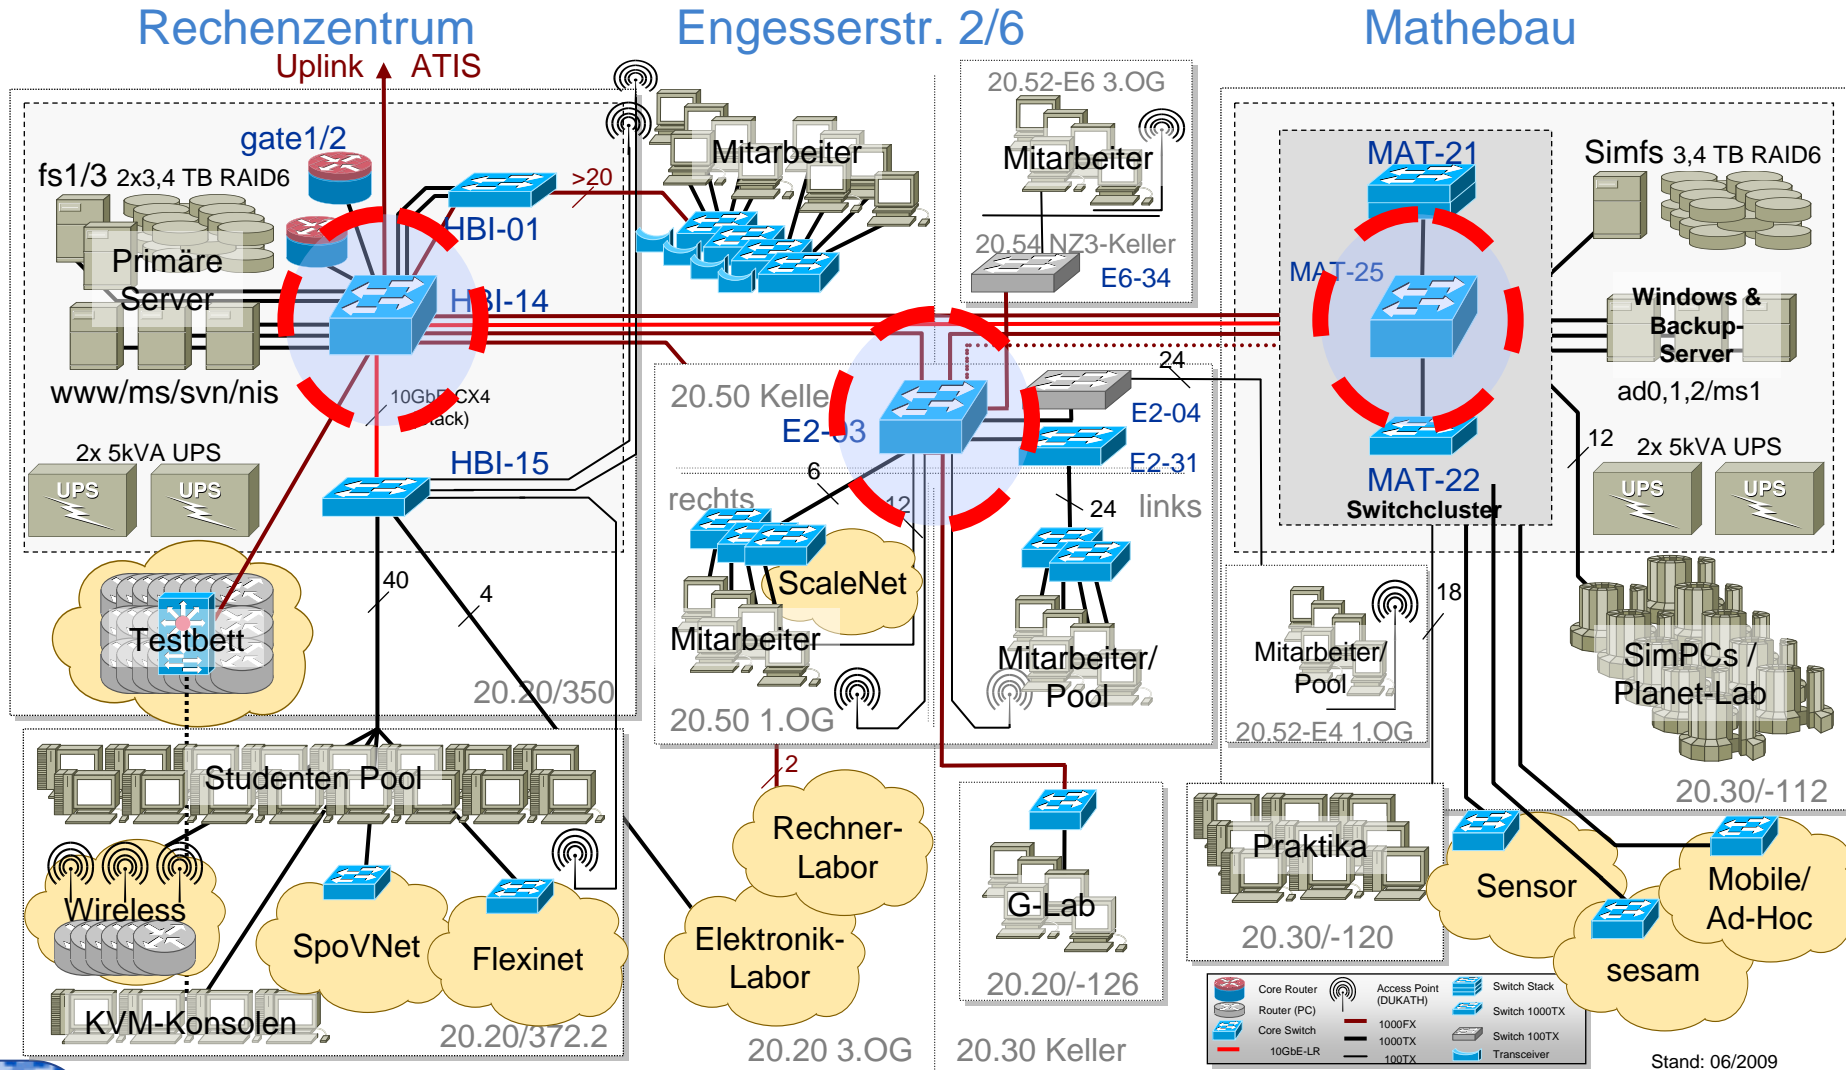 Rechenzentrum
Engesserstr. 2/6
Mathebau
Uplink ATIS
gate1/2
fs1/3 2x3,4 TB RAID6
Primäre
Server
www/ms/svn/nis
HBI-01
>20
HBI-14
10GbE CX4
HBI-15
2x 5kVA UPS
UPS
UPS
Testbett
40
4
20.20/350
Studenten Pool
Wireless
SpoVNet
Flexinet
KVM-Konsolen
20.20/372.2
Mitarbeiter
20.52-E6 3.OG
Mitarbeiter
20.54 NZ3-Keller
E6-34
20.50 Keller
E2-03
24
E2-04
E2-31
rechts
6
12
24
links
ScaleNet
Mitarbeiter
Mitarbeiter/
Pool
20.50 1.OG
2
Rechner-
Labor
Elektronik-
Labor
20.20 3.OG
G-Lab
20.20/-126
20.30 Keller
MAT-21
MAT-25
MAT-22
Switchcluster
Simfs 3,4 TB RAID6
Windows &
Backup-
Server
ad0,1,2/ms1
12
2x 5kVA UPS
UPS
UPS
18
Mitarbeiter/
Pool
20.52-E4 1.OG
SimPCs /
Planet-Lab
20.30/-112
Praktika
20.30/-120
Sensor
Mobile/
Ad-Hoc
sesam
Core Router
Router (PC)
Core Switch
10GbE-LR
Access Point
(DUKATH)
1000FX
1000TX
100TX
Switch Stack
Switch 1000TX
Switch 100TX
Transceiver
Stand: 06/2009